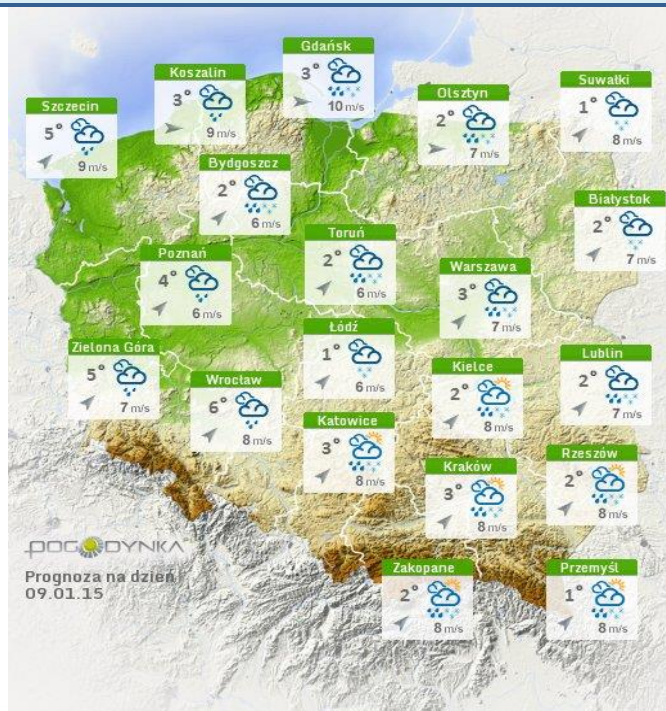 Gdańsk
3°
10 m/s
Koszalin
3°
9 m/s
Suwałki
1°
8 m/s
Olsztyn
2°
7 m/s
Szczecin
5°
9 m/s
Bydgoszcz
2°
6 m/s
Białystok
2°
7 m/s
Toruń
2°
6 m/s
Poznań
4°
6 m/s
Warszawa
3°
7 m/s
Łódź
1°
6 m/s
Zielona Góra
5°
7 m/s
Lublin
2°
7 m/s
Kielce
2°
8 m/s
Wrocław
6°
8 m/s
Katowice
3°
8 m/s
Rzeszów
2°
8 m/s
Kraków
3°
8 m/s
POGODYNKA
Prognoza na dzień
09.01.15
Zakopane
2°
8 m/s
Przemyśl
1°
8 m/s